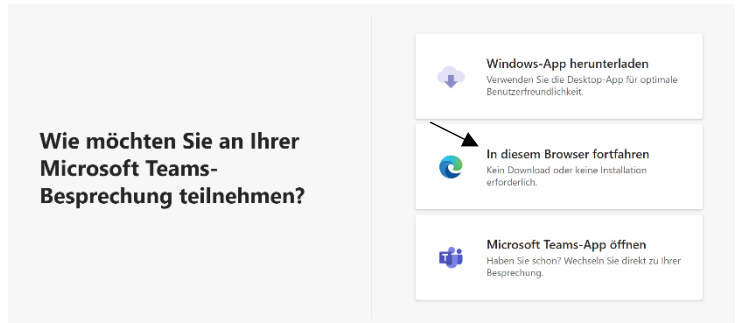 Wie möchten Sie an Ihrer
Microsoft Teams-
Besprechung teilnehmen?
Windows-App herunterladen
Verwenden Sie die Desktop-App für optimale
Benutzerfreundlichkeit.
In diesem Browser fortfahren
Kein Download oder keine Installation
erforderlich.
Microsoft Teams-App öffnen
Haben Sie schon? Wechseln Sie direkt zu Ihrer
Besprechung.